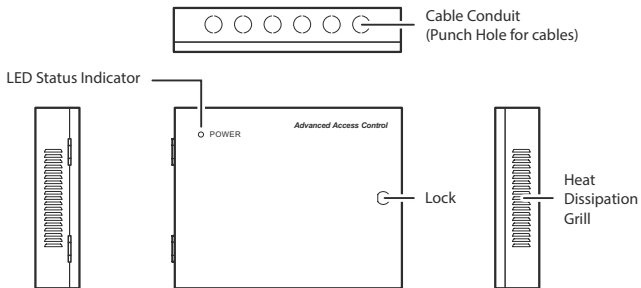 Cable Conduit
(Punch Hole for cables)
LED Status Indicator
POWER
Advanced Access Control
Lock
Heat
Dissipation
Grill